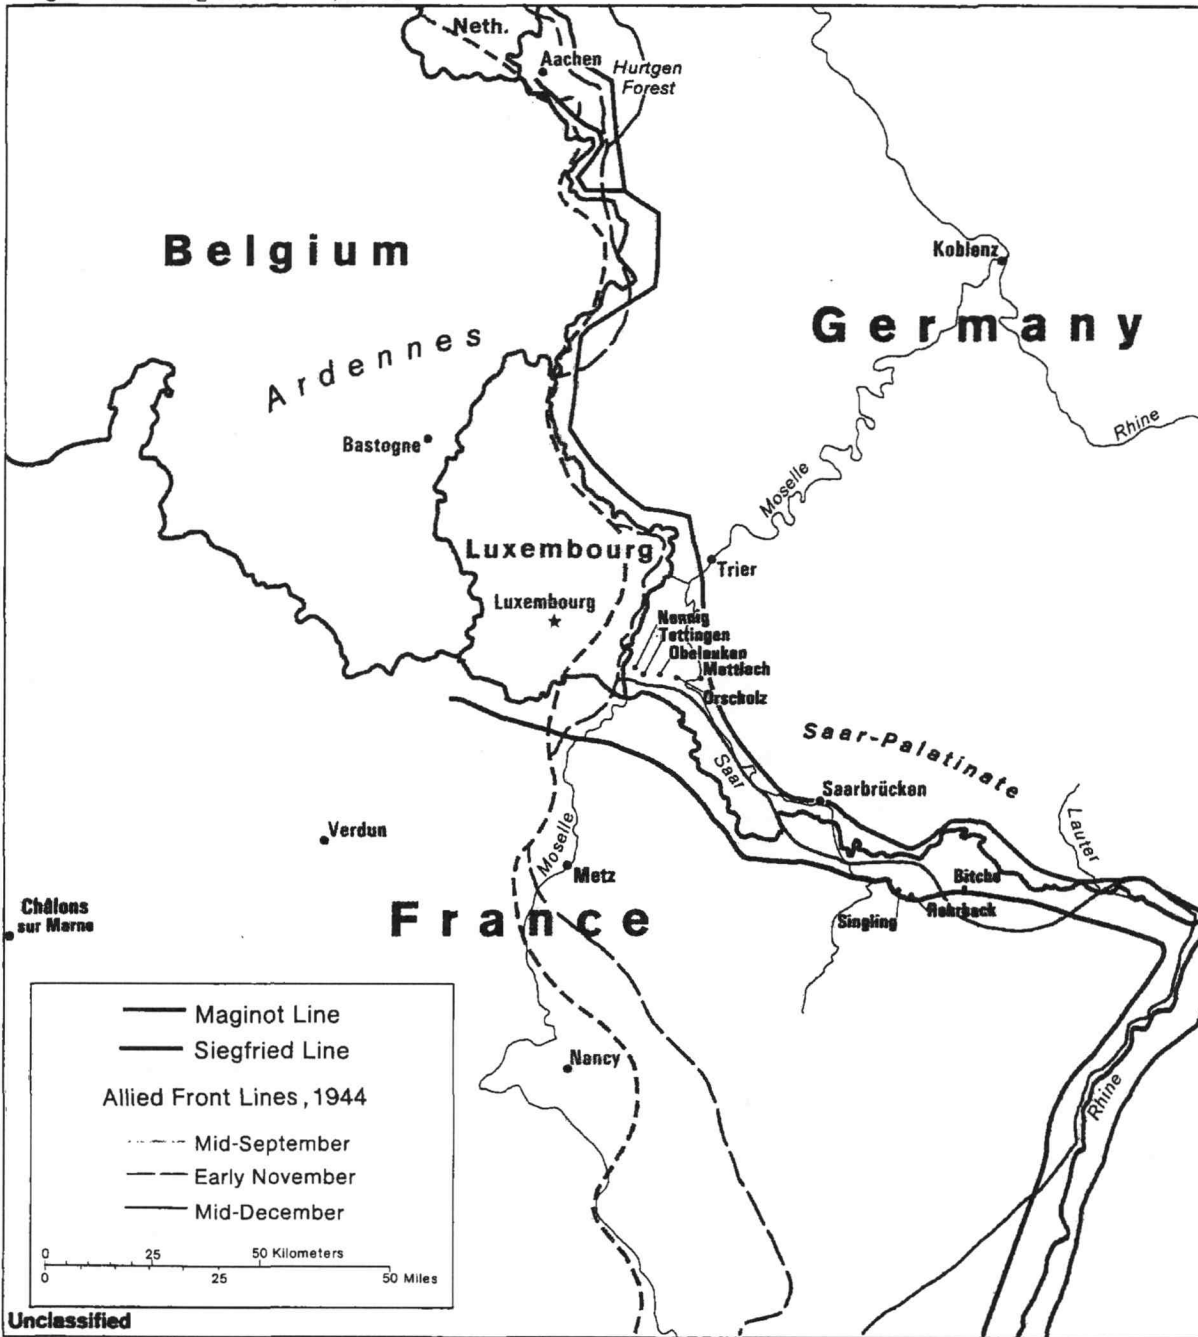 Neth.
Aachen
Hurtgen
Forest
Belgium
Koblenz
Germany
Ardennes
Rhine
Bastogne
Moselle
Luxembourg
Trier
Luxembourg
Nennig
Tettingen
Mettlach
Orscholz
Saar-Palatinate
Saar
Saarbrücken
Lauter
Verdun
Moselle
Metz
Bitche
Châlons
sur Marne
France
Singling
Rohrback
Maginot Line
Siegfried Line
Nancy
Rhine
Allied Front Lines, 1944
Mid-September
Early November
Mid-December
0 25 50 Kilometers
0 25 50 Miles
Unclassified